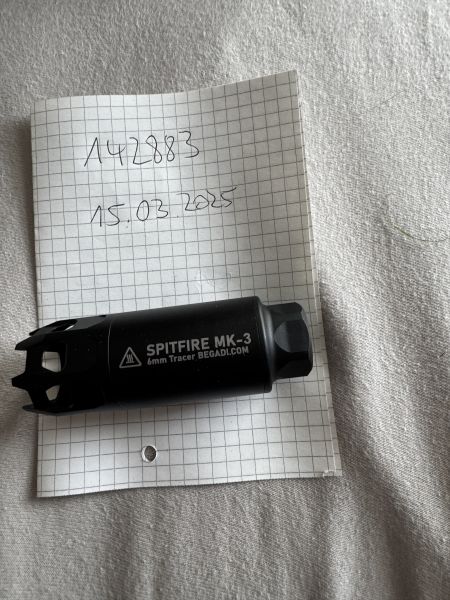 142883
15.03.2025
SPITFIRE MK-3
6mm Tracer BEGADI.COM